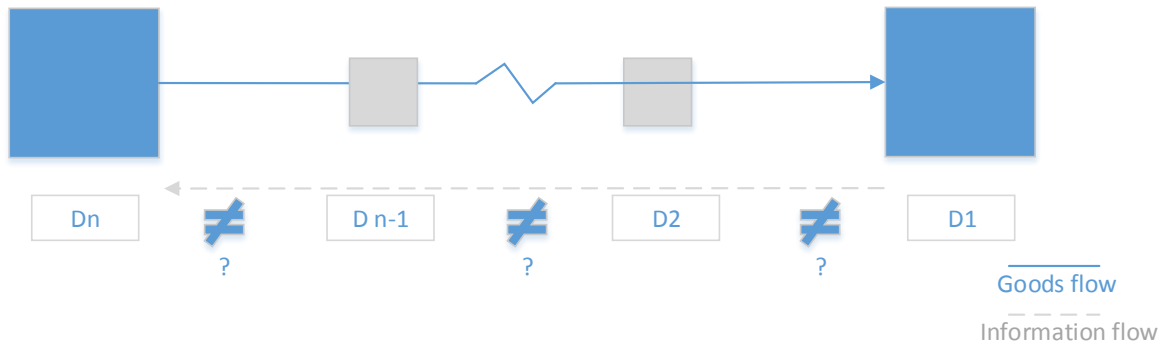 Dn
≠
D n-1
≠
D2
≠
D1
?
?
?
Goods flow
Information flow